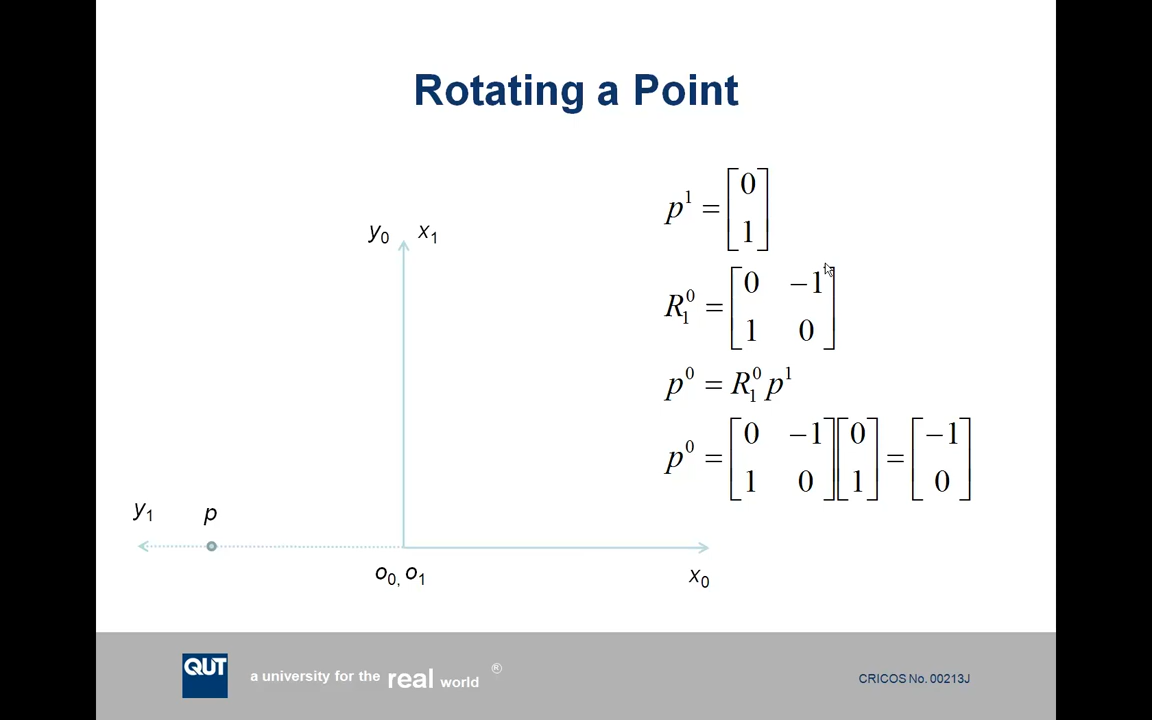 Rotating a Point
p¹ = [0; 1]
R₁⁰ = [0 −1; 1 0]
p⁰ = R₁⁰ p¹
p⁰ = [0 −1; 1 0] [0; 1] = [−1; 0]
y₀ x₁
y₁ p
o₀, o₁ x₀
QUT a university for the real world ®
CRICOS No. 00213J